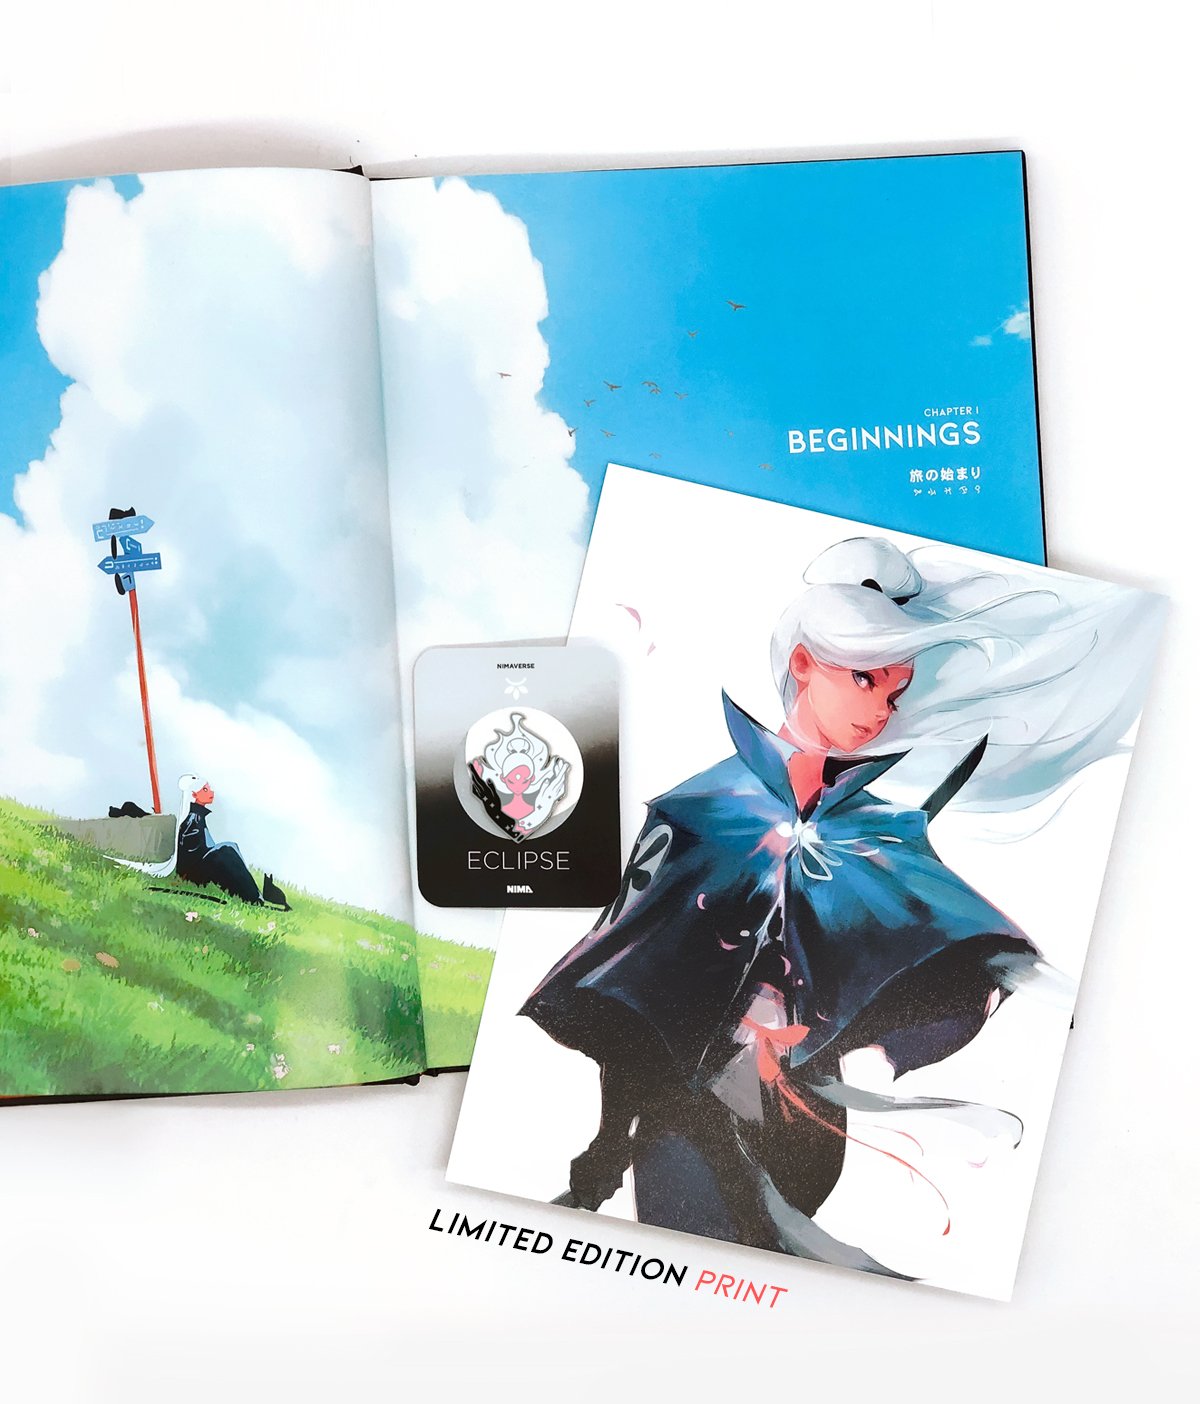 CHAPTER I
BEGINNINGS
旅の始まり
NIMAVERSE
ECLIPSE
NIMA
LIMITED EDITION PRINT